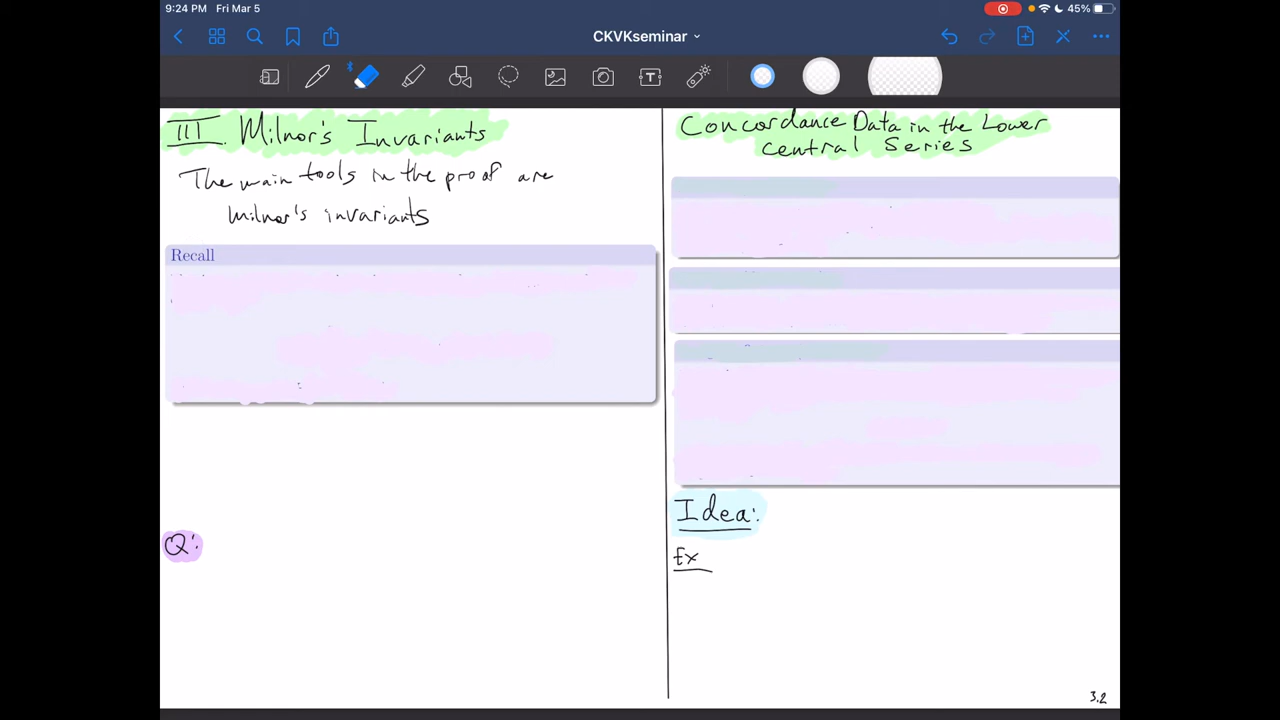 9:24 PM Fri Mar 5
45%
CKVKseminar
III. Milnor's Invariants
The main tools in the proof are
Milnor's invariants
Recall
Q:
Concordance Data in the Lower
central Series
Idea:
Ex
3.2